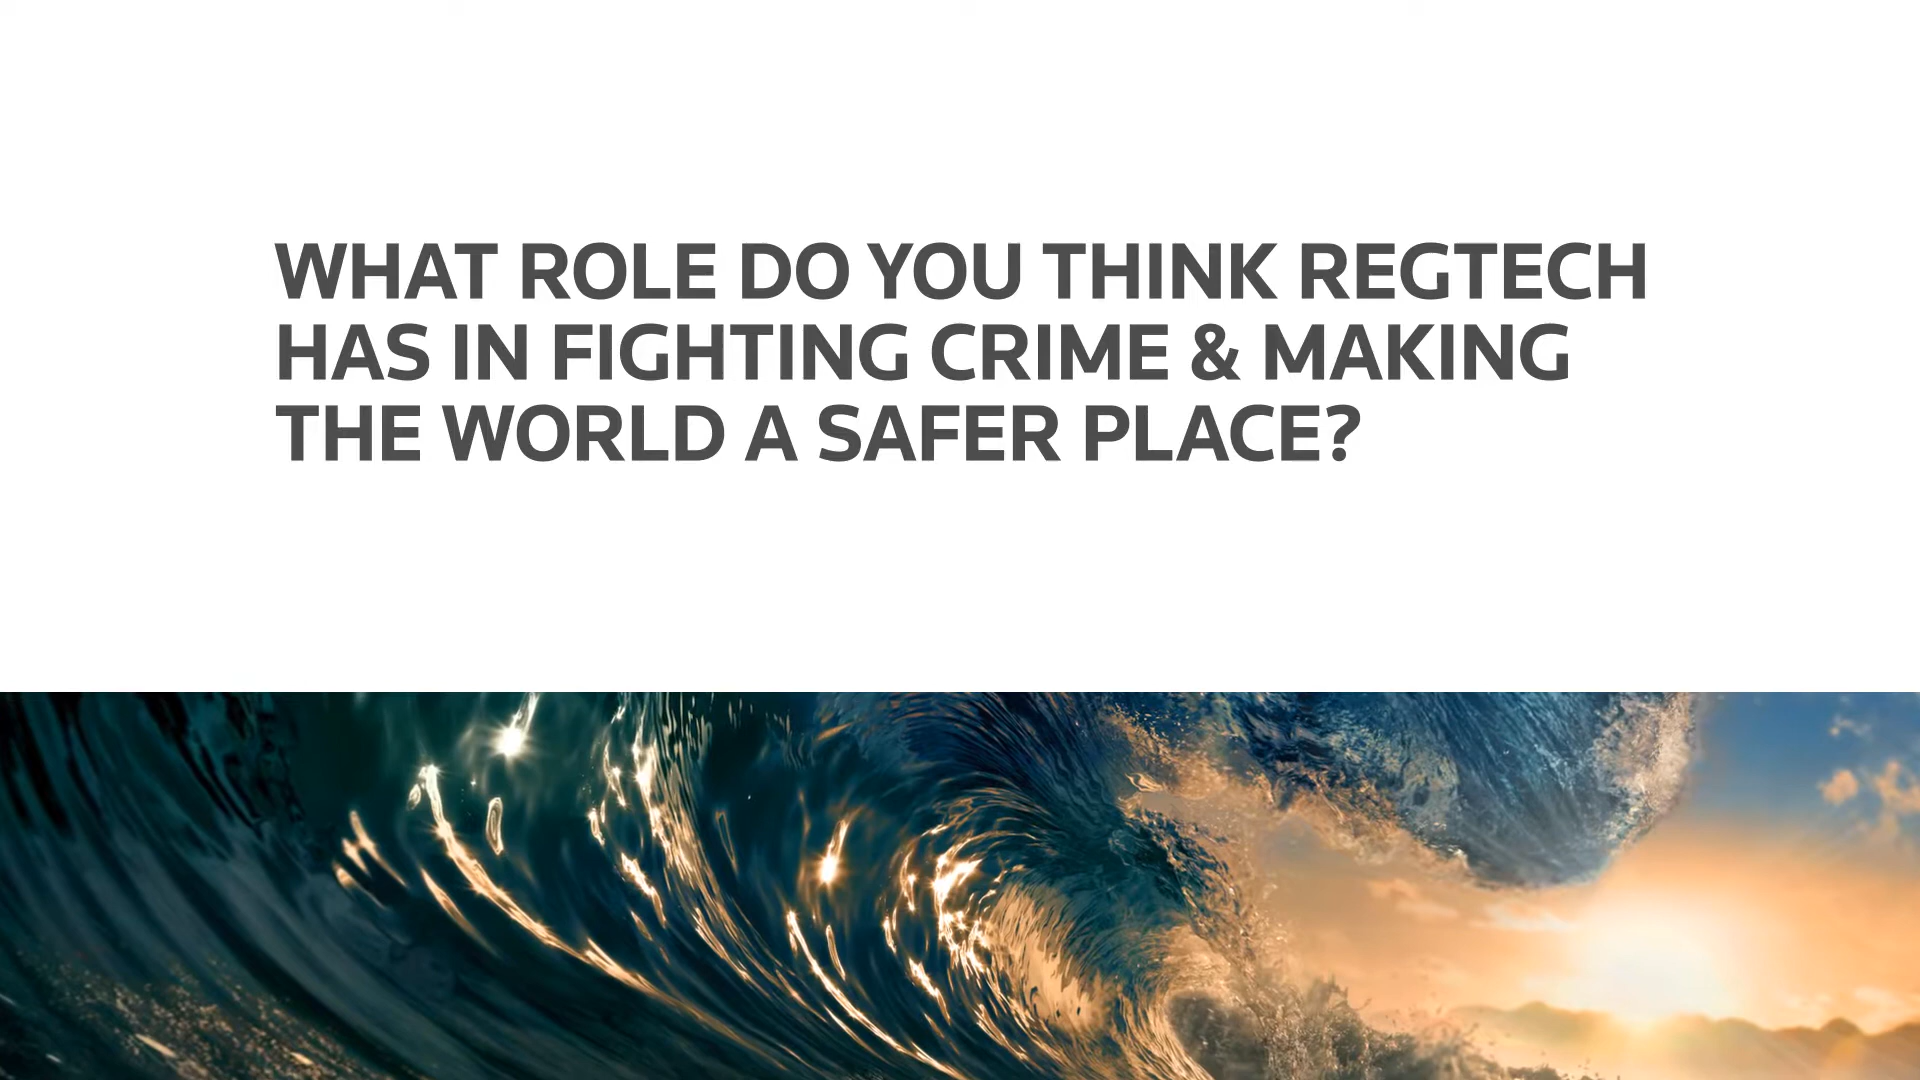 WHAT ROLE DO YOU THINK REGTECH
HAS IN FIGHTING CRIME & MAKING
THE WORLD A SAFER PLACE?